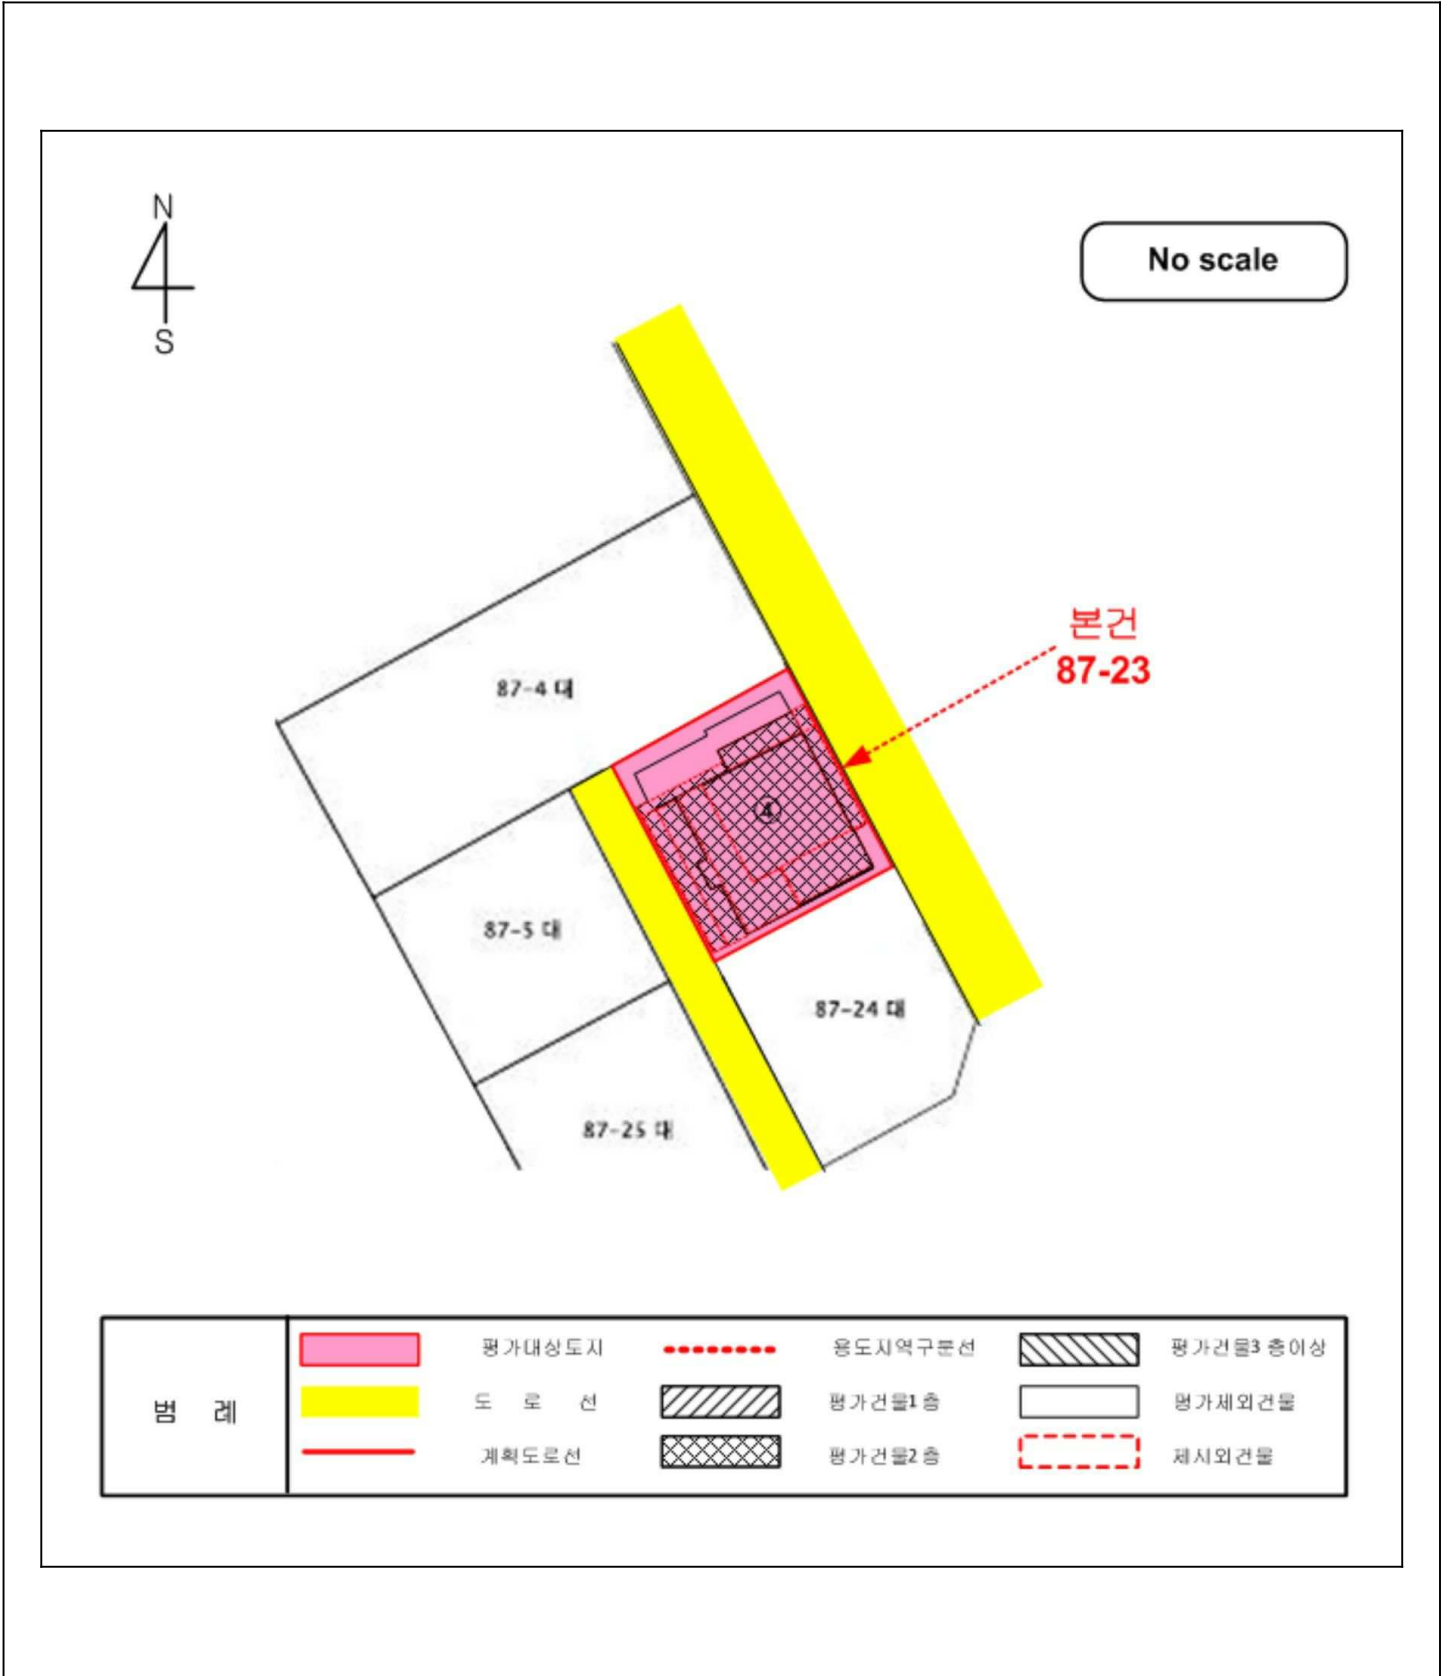 N
S
No scale
본건
87-23
87-4 대
④
87-5 대
87-24 대
87-25 대
범 례
평가대상토지
용도지역구분선
평가건물3 층이상
도 로 선
평가건물1 층
평가제외건물
계획도로선
평가건물2 층
제시외건물